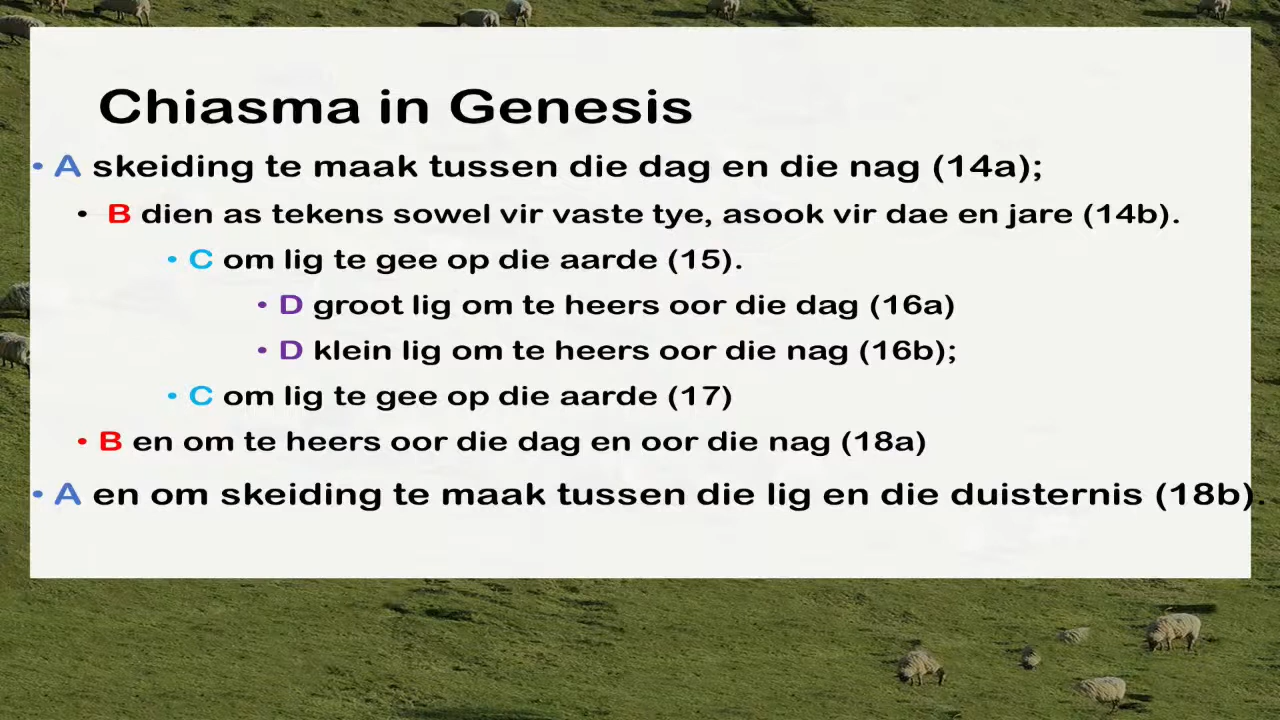 Chiasma in Genesis
• A skeiding te maak tussen die dag en die nag (14a);
• B dien as tekens sowel vir vaste tye, asook vir dae en jare (14b).
• C om lig te gee op die aarde (15).
• D groot lig om te heers oor die dag (16a)
• D klein lig om te heers oor die nag (16b);
• C om lig te gee op die aarde (17)
• B en om te heers oor die dag en oor die nag (18a)
• A en om skeiding te maak tussen die lig en die duisternis (18b).